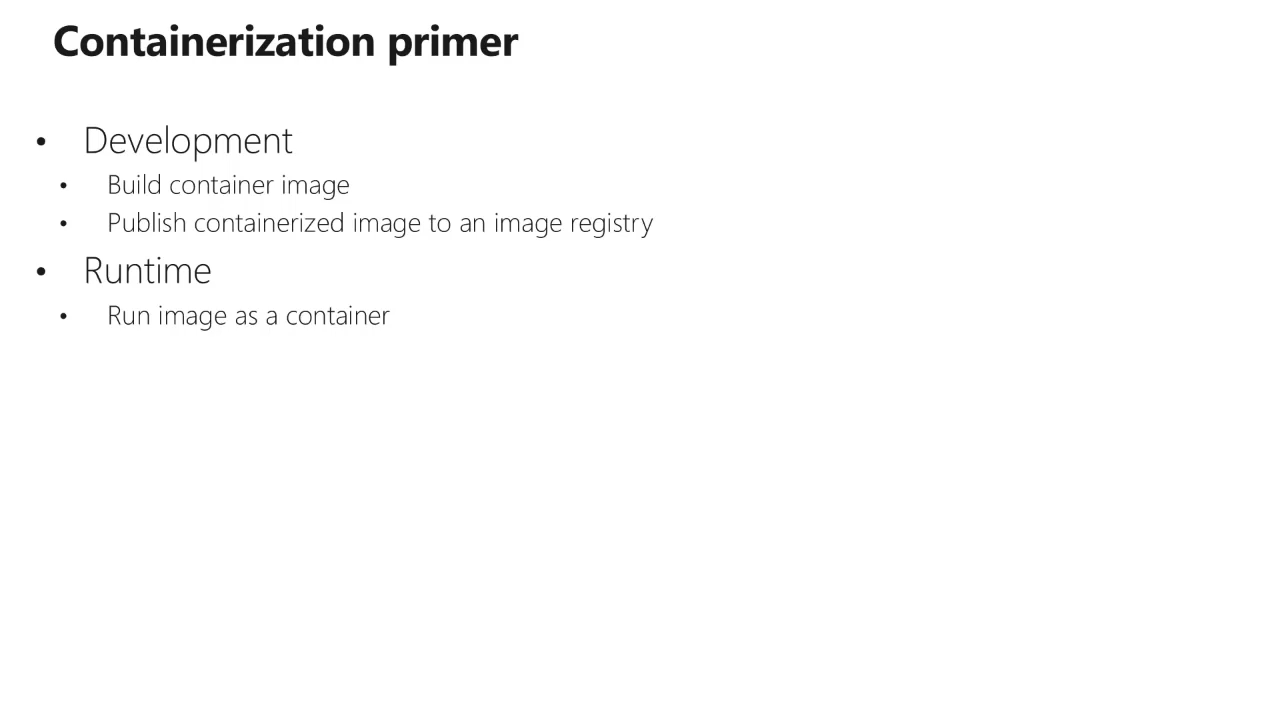 Containerization primer
• Development
• Build container image
• Publish containerized image to an image registry
• Runtime
• Run image as a container